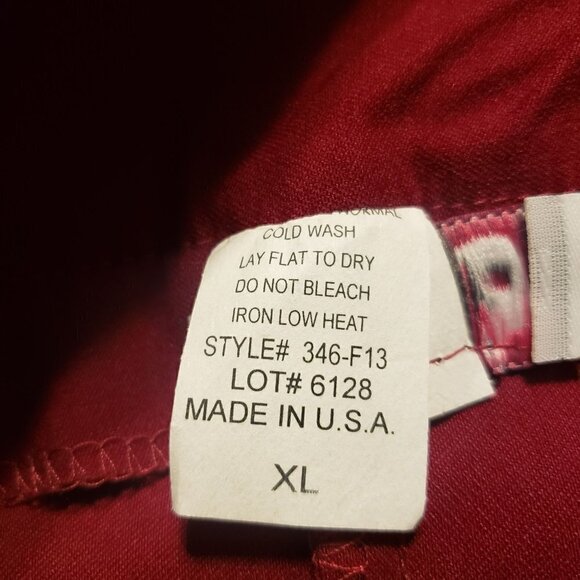 NORMAL
COLD WASH
LAY FLAT TO DRY
DO NOT BLEACH
IRON LOW HEAT
STYLE# 346-F13
LOT# 6128
MADE IN U.S.A.
XL